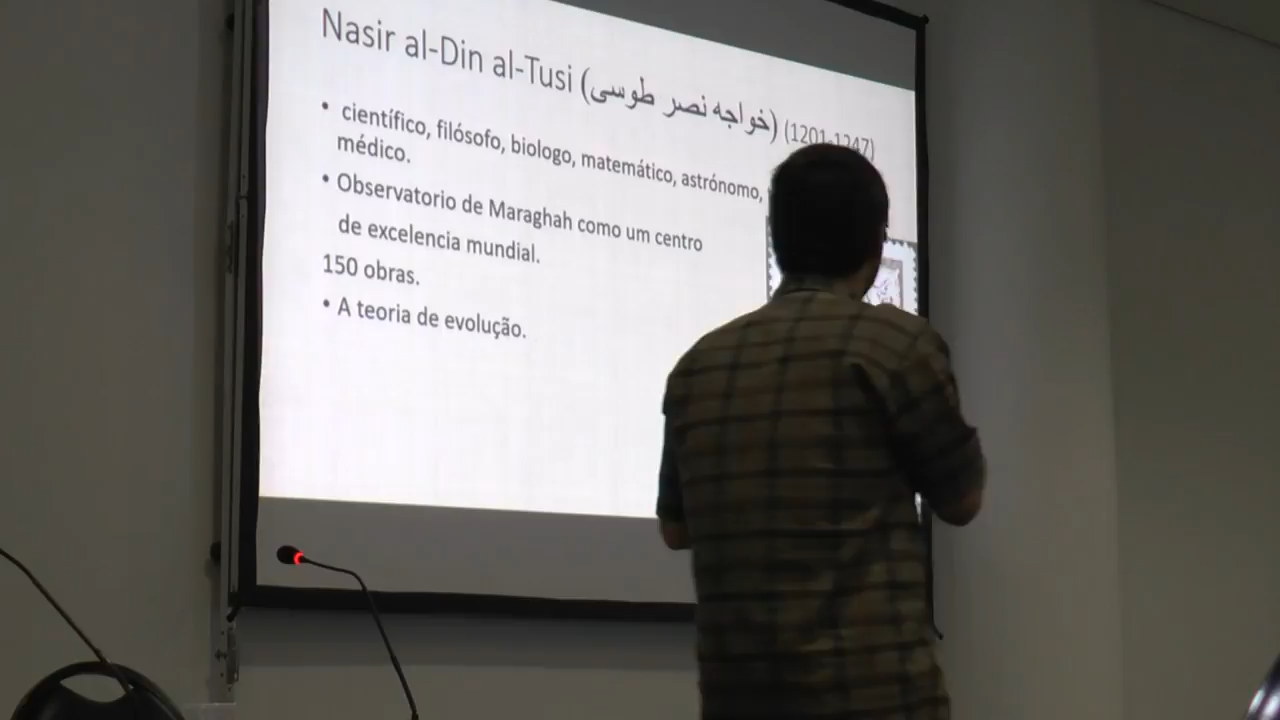 Nasir al-Din al-Tusi (خواجه نصر طوسی) (1201-1247)
• científico, filósofo, biologo, matemático, astrónomo,
médico.
• Observatorio de Maraghah como um centro
de excelencia mundial.
150 obras.
• A teoria de evolução.